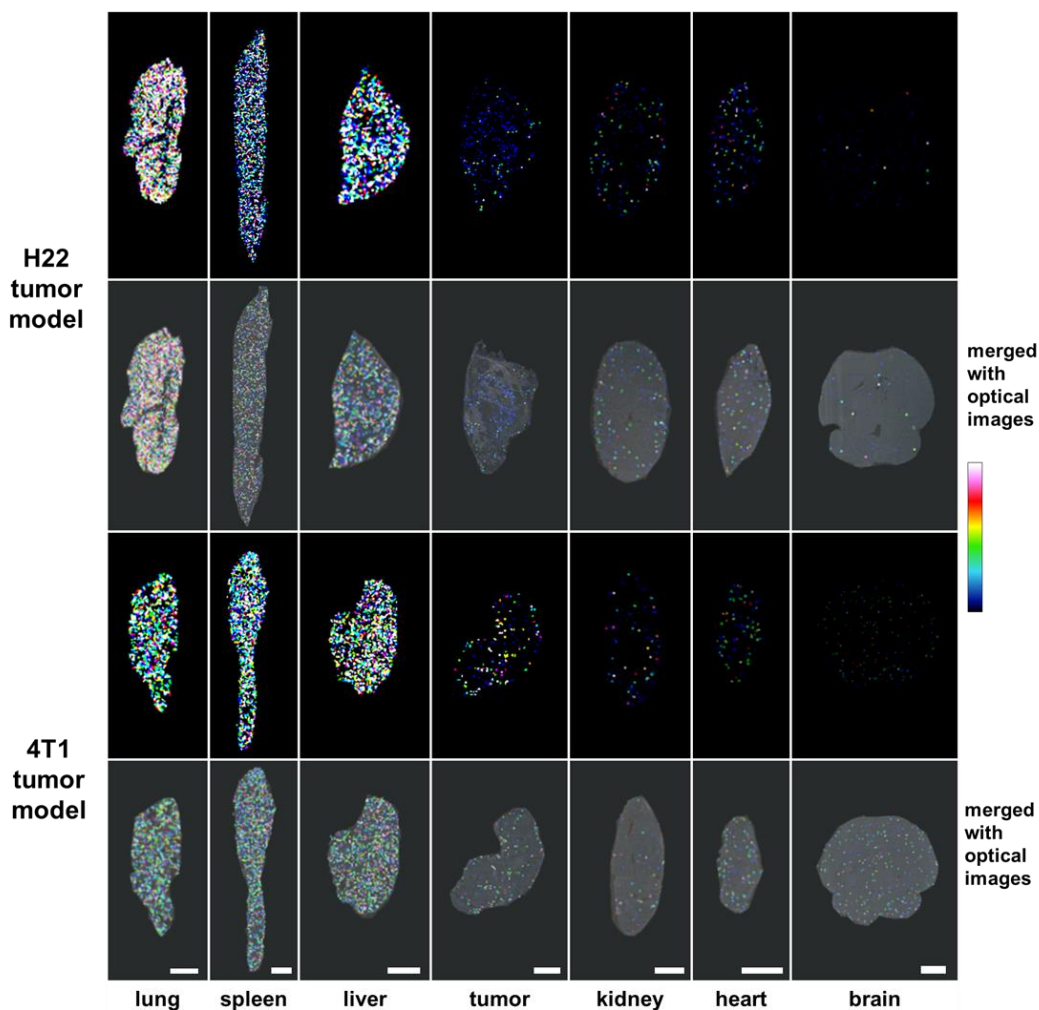 H22
tumor
model
merged
with
optical
images
4T1
tumor
model
merged
with
optical
images
lung spleen liver tumor kidney heart brain